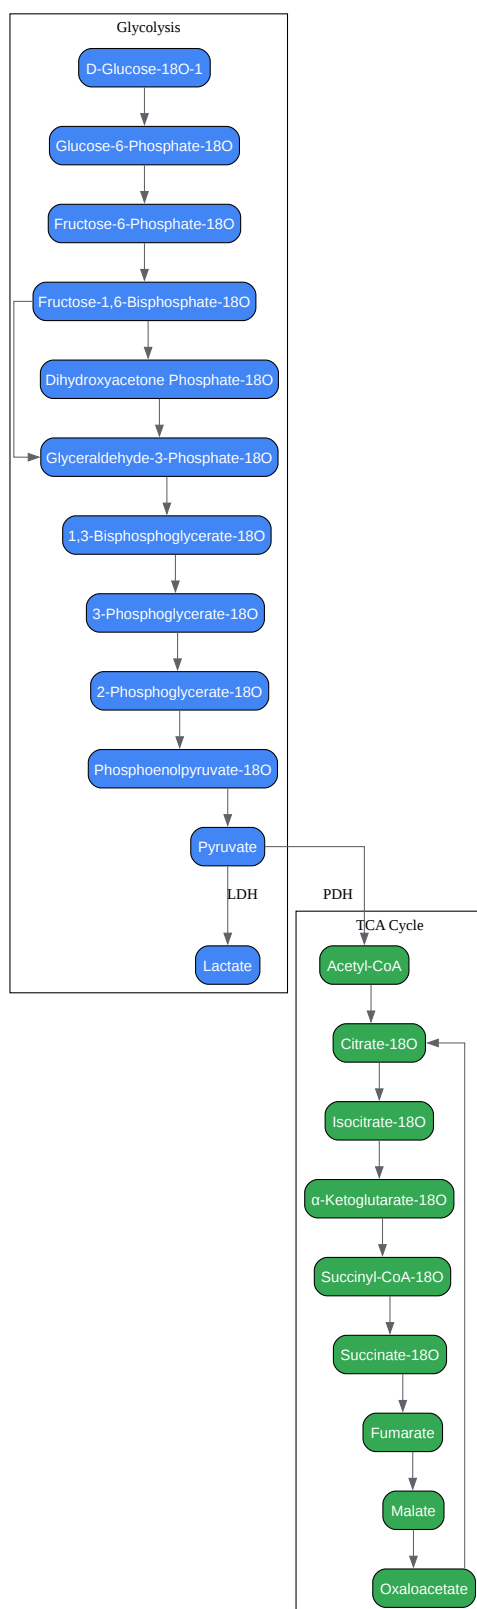 Glycolysis
D-Glucose-18O-1
Glucose-6-Phosphate-18O
Fructose-6-Phosphate-18O
Fructose-1,6-Bisphosphate-18O
Dihydroxyacetone Phosphate-18O
Glyceraldehyde-3-Phosphate-18O
1,3-Bisphosphoglycerate-18O
3-Phosphoglycerate-18O
2-Phosphoglycerate-18O
Phosphoenolpyruvate-18O
Pyruvate
LDH
PDH
TCA Cycle
Lactate
Acetyl-CoA
Citrate-18O
Isocitrate-18O
α-Ketoglutarate-18O
Succinyl-CoA-18O
Succinate-18O
Fumarate
Malate
Oxaloacetate